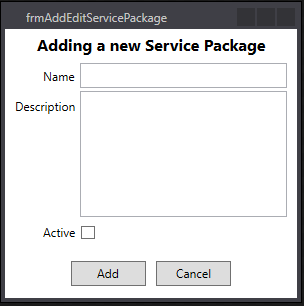 frmAddEditServicePackage
Adding a new Service Package
Name
Description
Active
Add Cancel